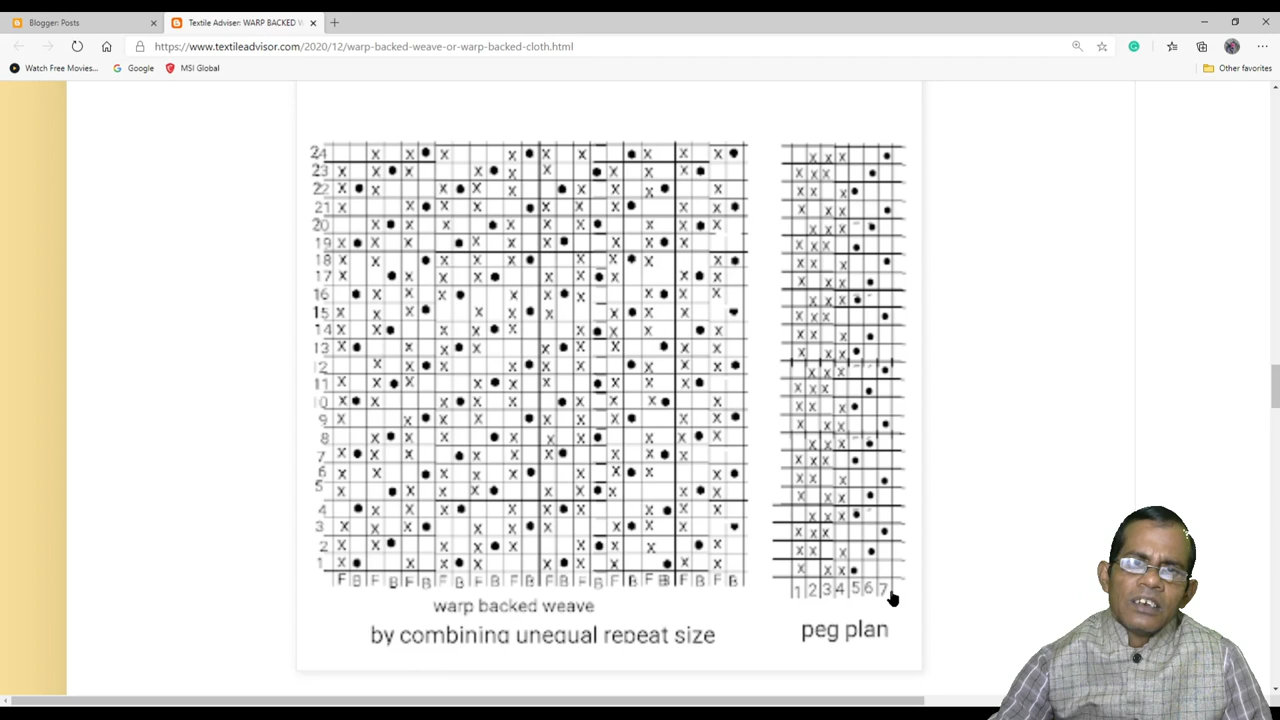 Blogger: Posts
Textile Adviser: WARP BACKED W
https://www.textileadvisor.com/2020/12/warp-backed-weave-or-warp-backed-cloth.html
Watch Free Movies...
Google
MSI Global
Other favorites
24
23
22
21
20
19
18
17
16
15
14
13
12
11
10
9
8
7
6
5
4
3
2
1
F B F B F B F B F B F B F B F B F B F B F B F B
1 2 3 4 5 6 7
warp backed weave
by combining unequal repeat size
peg plan